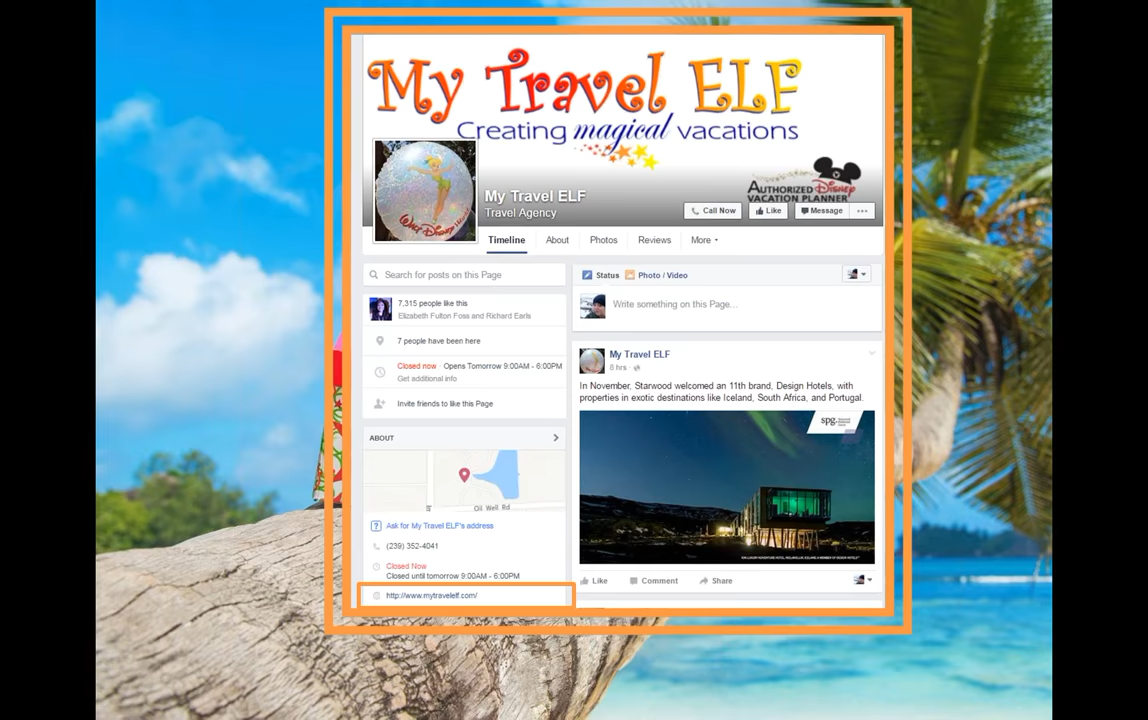 My Travel ELF
Creating magical vacations
Walt Disney World
AUTHORIZED Disney
VACATION PLANNER
My Travel ELF
Travel Agency
Call Now
Like
Message
Timeline
About
Photos
Reviews
More
Search for posts on this Page
7,315 people like this
Elizabeth Fulton Foss and Richard Earls
7 people have been here
Closed now · Opens Tomorrow 9:00AM - 6:00PM
Get additional info
Invite friends to like this Page
ABOUT
Oil Well Rd
? Ask for My Travel ELF's address
(239) 352-4041
Closed Now
Closed until tomorrow 9:00AM - 6:00PM
http://www.mytravelelf.com/
Status
Photo / Video
Write something on this Page...
My Travel ELF
8 hrs ·
In November, Starwood welcomed an 11th brand, Design Hotels, with
properties in exotic destinations like Iceland, South Africa, and Portugal.
spg.
Like
Comment
Share